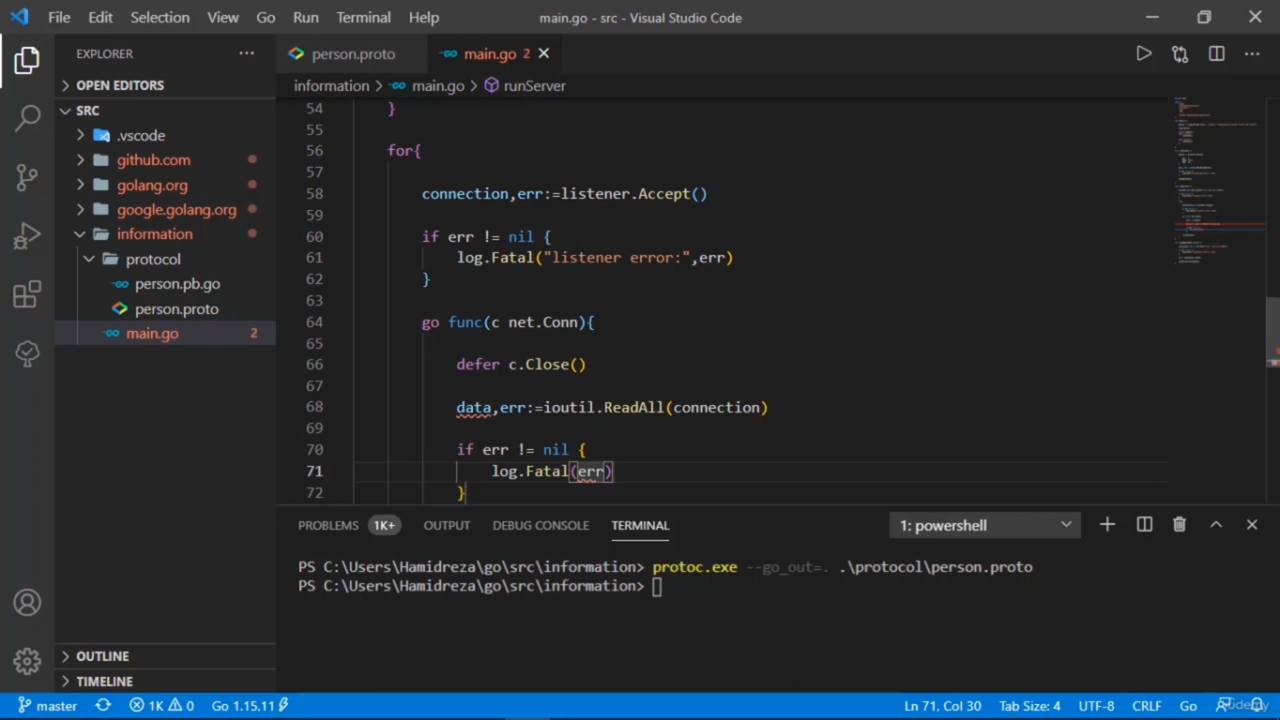 File Edit Selection View Go Run Terminal Help main.go - src - Visual Studio Code
EXPLORER
person.proto
main.go 2
OPEN EDITORS
information > main.go > runServer
SRC
.vscode
github.com
golang.org
google.golang.org
information
protocol
person.pb.go
person.proto
main.go 2
54 }
55
56 for{
57
58 connection,err:=listener.Accept()
59
60 if err != nil {
61 log.Fatal("listener error:",err)
62 }
63
64 go func(c net.Conn){
65
66 defer c.Close()
67
68 data,err:=ioutil.ReadAll(connection)
69
70 if err != nil {
71 log.Fatal(err)
72 }
PROBLEMS 1K+ OUTPUT DEBUG CONSOLE TERMINAL 1: powershell
PS C:\Users\Hamidreza\go\src\information> protoc.exe --go_out=. .\protocol\person.proto
PS C:\Users\Hamidreza\go\src\information>
OUTLINE
TIMELINE
master 1K 0 Go 1.15.11 Ln 71, Col 30 Tab Size: 4 UTF-8 CRLF Go